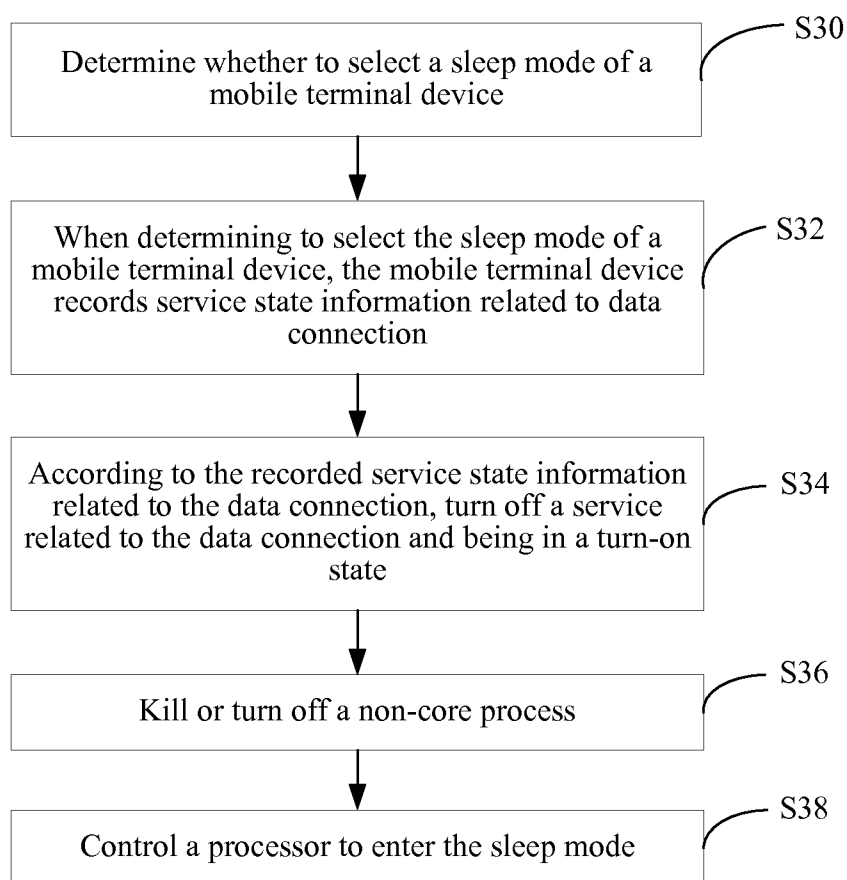 S30
Determine whether to select a sleep mode of a
mobile terminal device
S32
When determining to select the sleep mode of a
mobile terminal device, the mobile terminal device
records service state information related to data
connection
S34
According to the recorded service state information
related to the data connection, turn off a service
related to the data connection and being in a turn-on
state
S36
Kill or turn off a non-core process
S38
Control a processor to enter the sleep mode